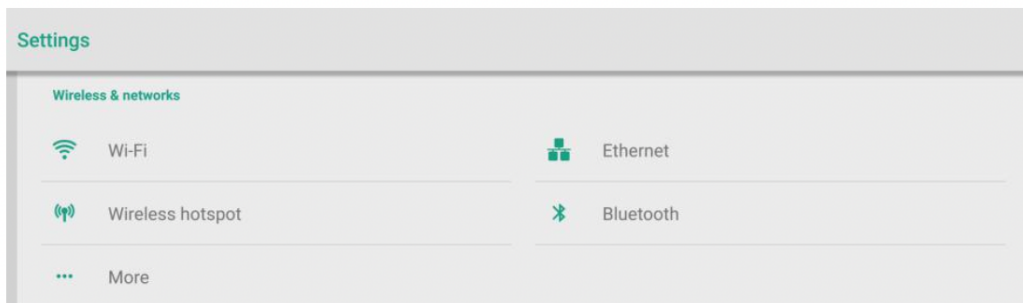 Settings
Wireless & networks
Wi-Fi
Ethernet
Wireless hotspot
Bluetooth
More